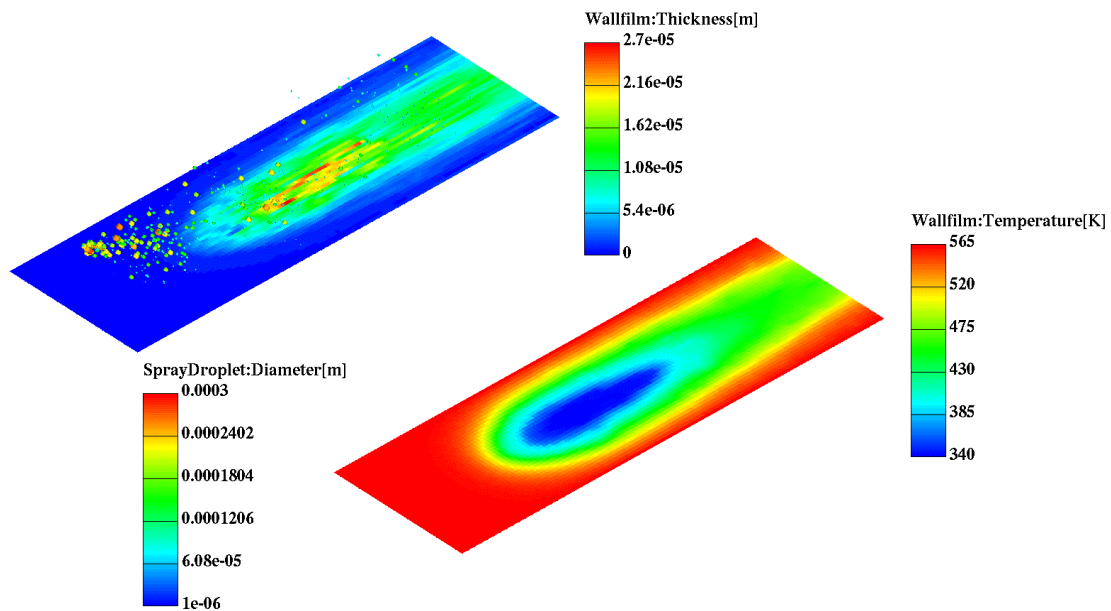 Wallfilm:Thickness[m]
2.7e-05
2.16e-05
1.62e-05
1.08e-05
5.4e-06
0
Wallfilm:Temperature[K]
565
520
475
430
385
340
SprayDroplet:Diameter[m]
0.0003
0.0002402
0.0001804
0.0001206
6.08e-05
1e-06